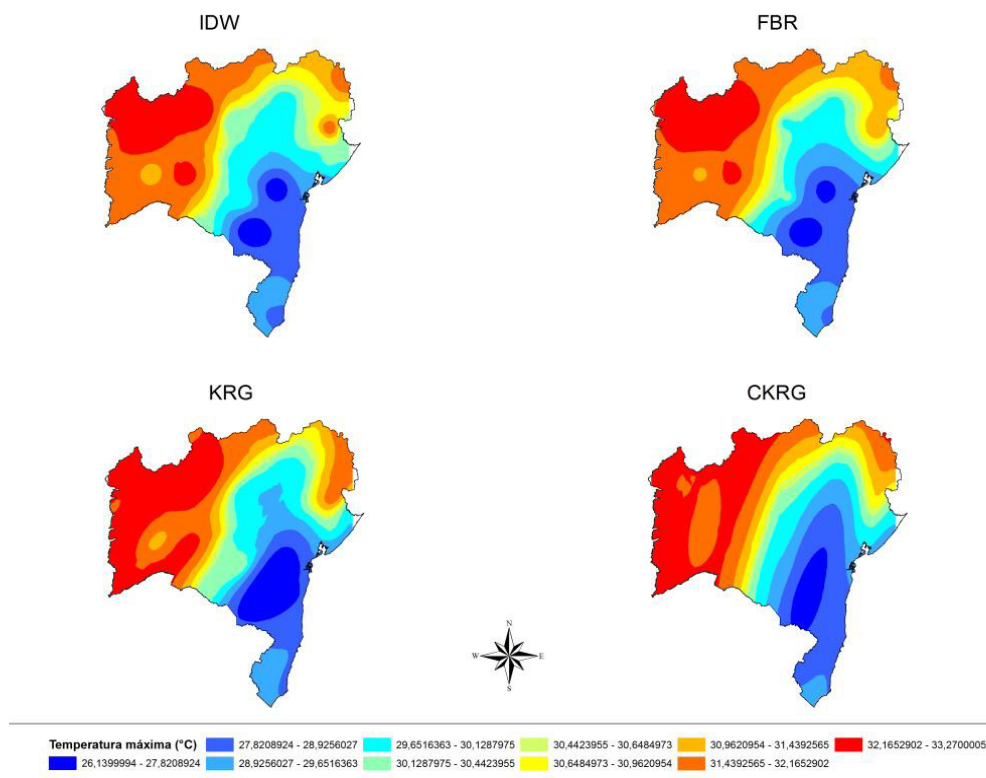 IDW
FBR
KRG
CKRG
N
W
E
S
Temperatura máxima (°C)
27,8208924 - 28,9256027
29,6516363 - 30,1287975
30,4423955 - 30,6484973
30,9620954 - 31,4392565
32,1652902 - 33,2700005
26,1399994 - 27,8208924
28,9256027 - 29,6516363
30,1287975 - 30,4423955
30,6484973 - 30,9620954
31,4392565 - 32,1652902